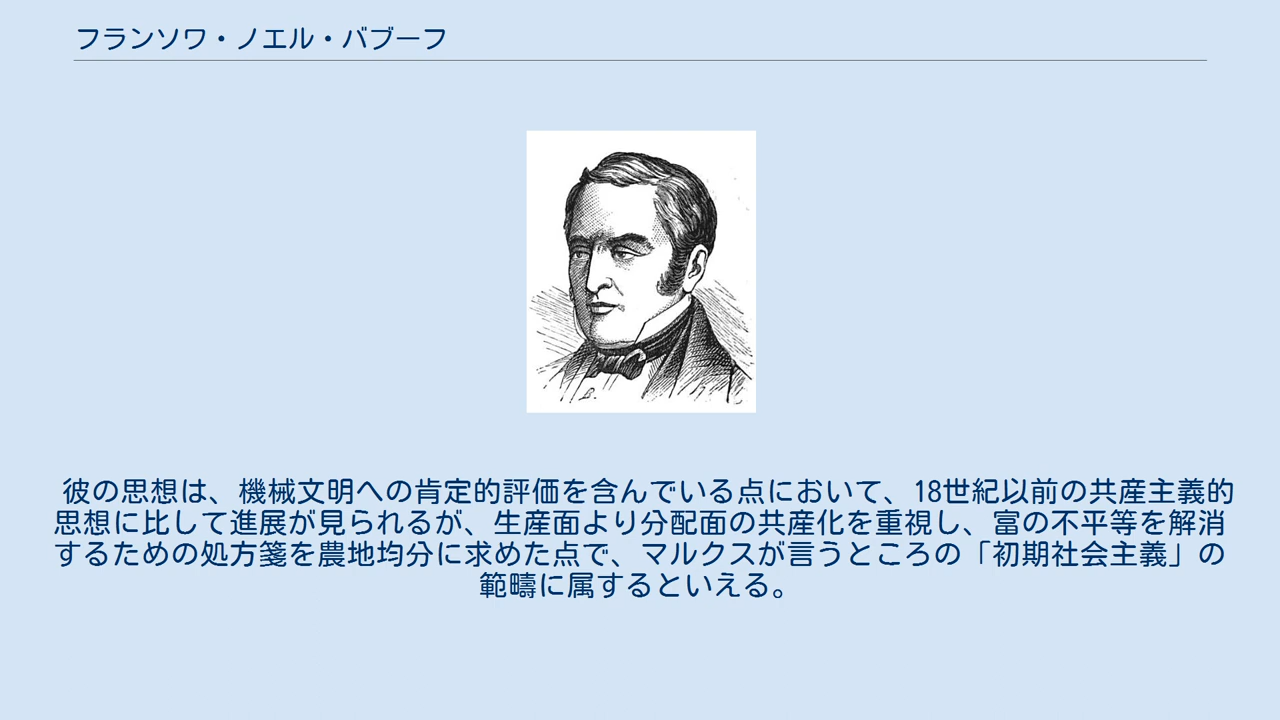 フランソワ・ノエル・バブーフ
彼の思想は、機械文明への肯定的評価を含んでいる点において、18世紀以前の共産主義的
思想に比して進展が見られるが、生産面より分配面の共産化を重視し、富の不平等を解消
するための処方箋を農地均分に求めた点で、マルクスが言うところの「初期社会主義」の
範疇に属するといえる。